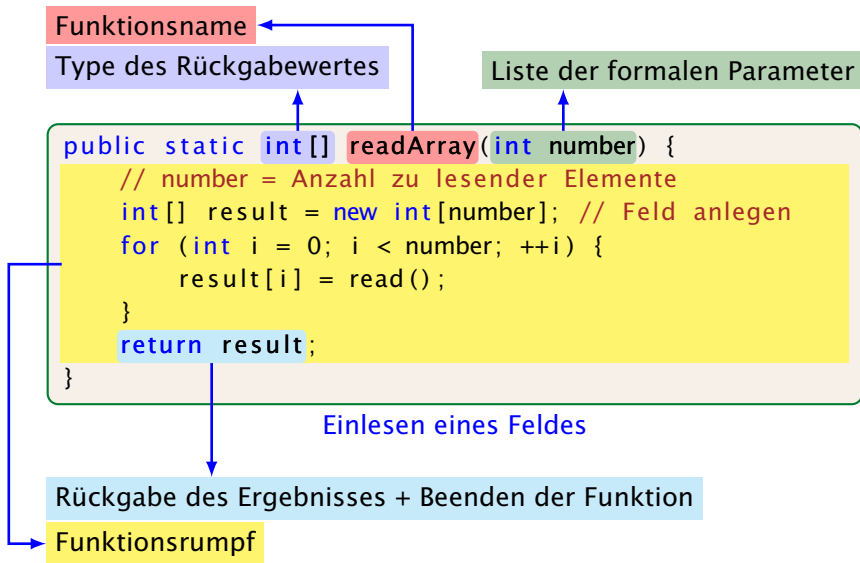 Funktionsname
Type des Rückgabewertes
Liste der formalen Parameter
public static int[] readArray(int number) {
// number = Anzahl zu lesender Elemente
int[] result = new int[number]; // Feld anlegen
for (int i = 0; i < number; ++i) {
result[i] = read();
}
return result;
}
Einlesen eines Feldes
Rückgabe des Ergebnisses + Beenden der Funktion
Funktionsrumpf